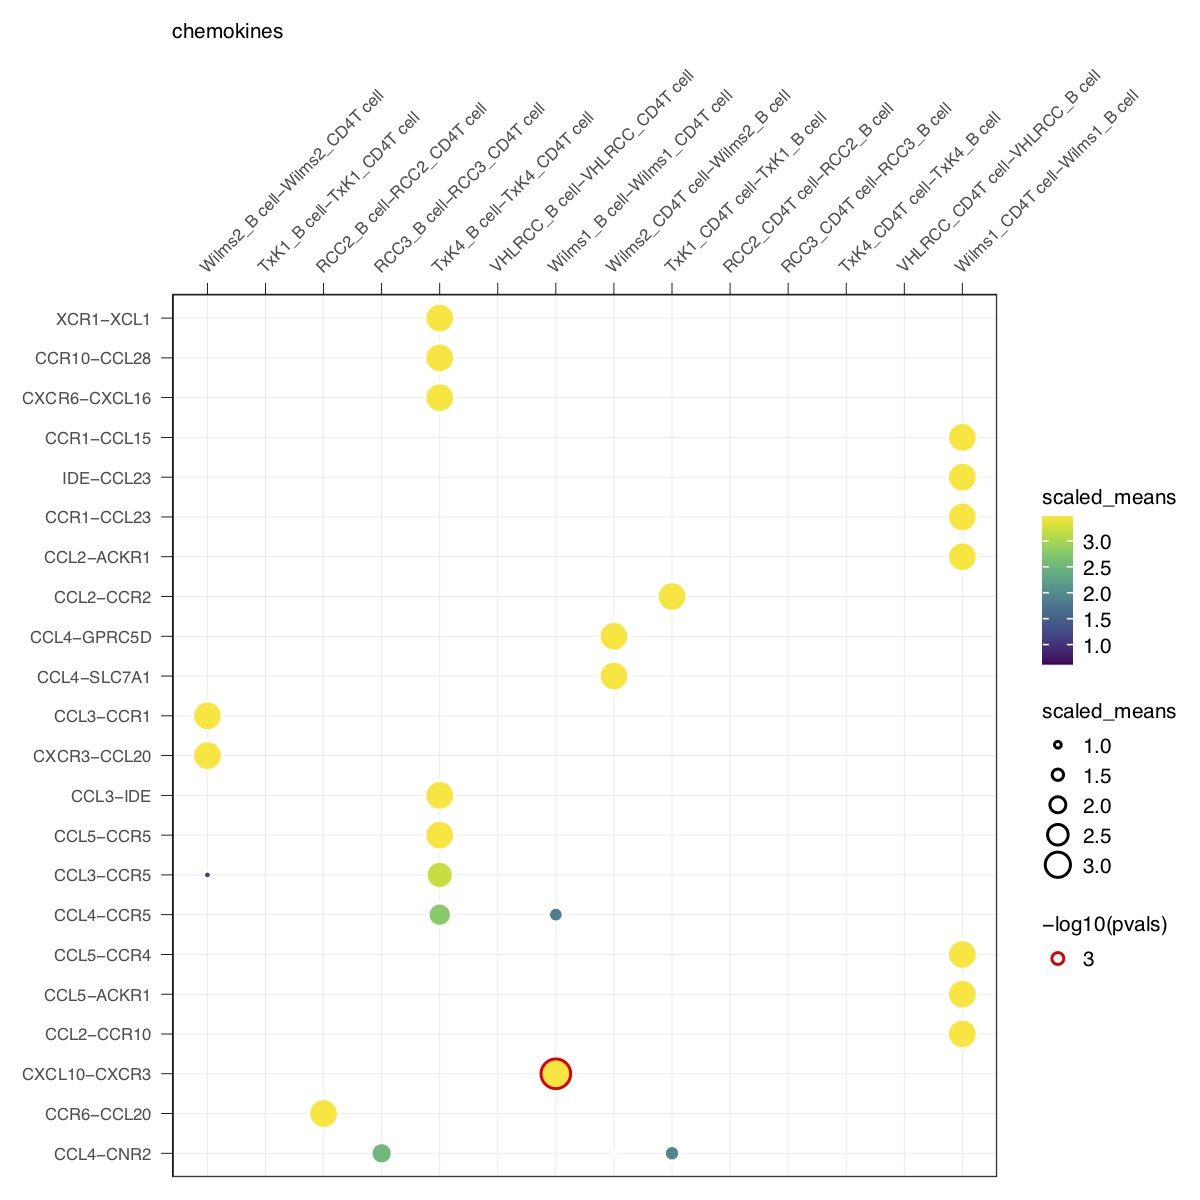 chemokines
Wilms2_B cell−Wilms2_CD4T cell
TxK1_B cell−TxK1_CD4T cell
RCC2_B cell−RCC2_CD4T cell
RCC3_B cell−RCC3_CD4T cell
TxK4_B cell−TxK4_CD4T cell
VHLRCC_B cell−VHLRCC_CD4T cell
Wilms1_B cell−Wilms1_CD4T cell
Wilms2_CD4T cell−Wilms2_B cell
TxK1_CD4T cell−TxK1_B cell
RCC2_CD4T cell−RCC2_B cell
RCC3_CD4T cell−RCC3_B cell
TxK4_CD4T cell−TxK4_B cell
VHLRCC_CD4T cell−VHLRCC_B cell
Wilms1_CD4T cell−Wilms1_B cell
XCR1−XCL1
CCR10−CCL28
CXCR6−CXCL16
CCR1−CCL15
IDE−CCL23
CCR1−CCL23
CCL2−ACKR1
CCL2−CCR2
CCL4−GPRC5D
CCL4−SLC7A1
CCL3−CCR1
CXCR3−CCL20
CCL3−IDE
CCL5−CCR5
CCL3−CCR5
CCL4−CCR5
CCL5−CCR4
CCL5−ACKR1
CCL2−CCR10
CXCL10−CXCR3
CCR6−CCL20
CCL4−CNR2
scaled_means
3.0
2.5
2.0
1.5
1.0
scaled_means
1.0
1.5
2.0
2.5
3.0
−log10(pvals)
3